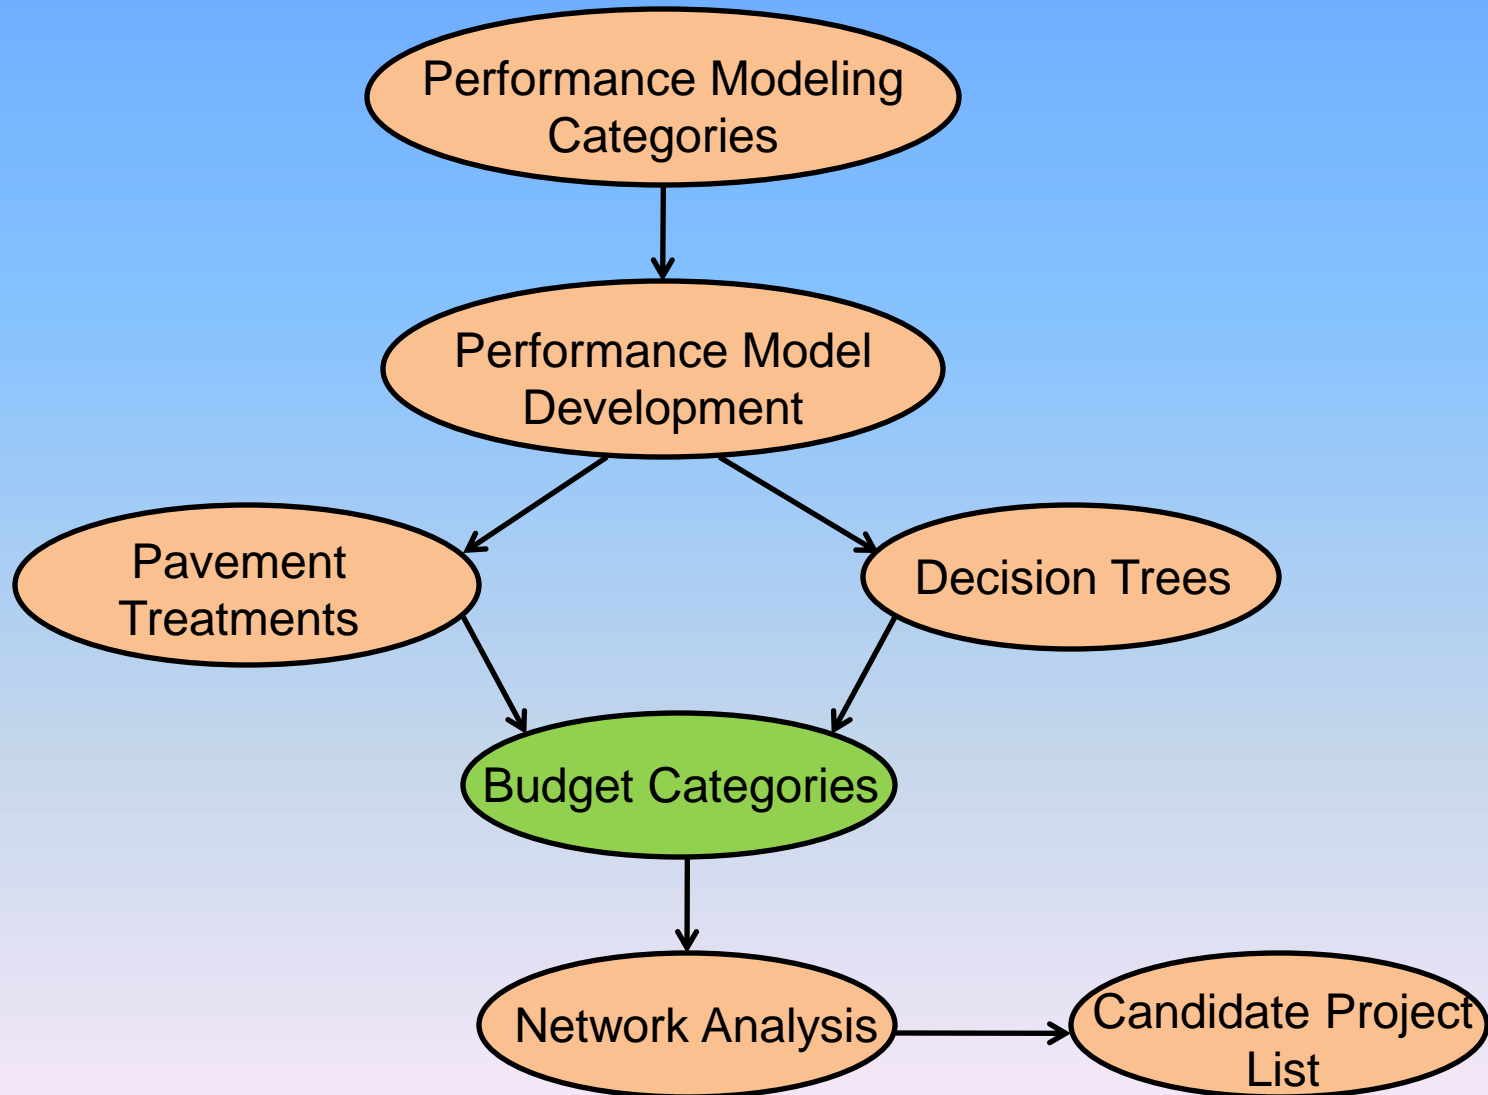 Performance Modeling
Categories
Performance Model
Development
Pavement
Treatments
Decision Trees
Budget Categories
Network Analysis
Candidate Project
List